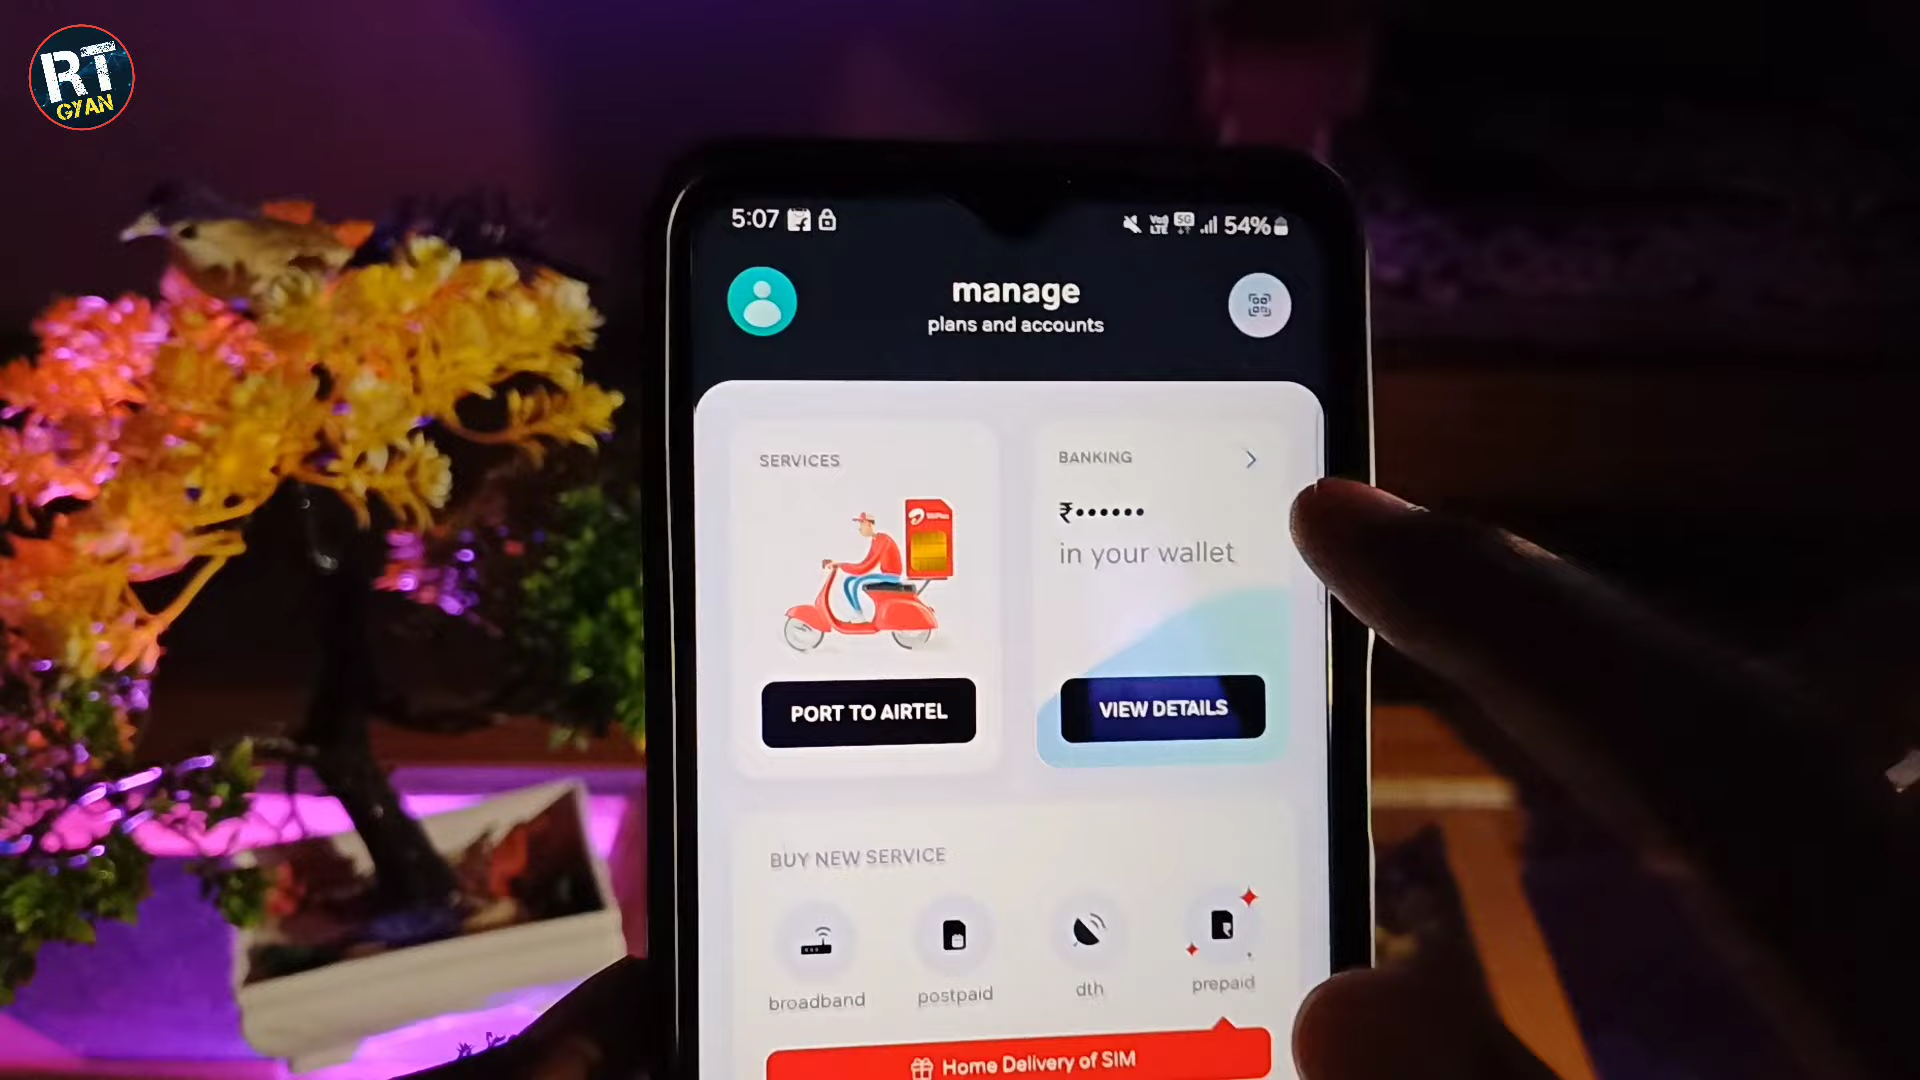 RT
GYAN
5:07
5G
54%
manage
plans and accounts
SERVICES
BANKING
₹••••••
in your wallet
PORT TO AIRTEL
VIEW DETAILS
BUY NEW SERVICE
broadband
postpaid
dth
prepaid
Home Delivery of SIM